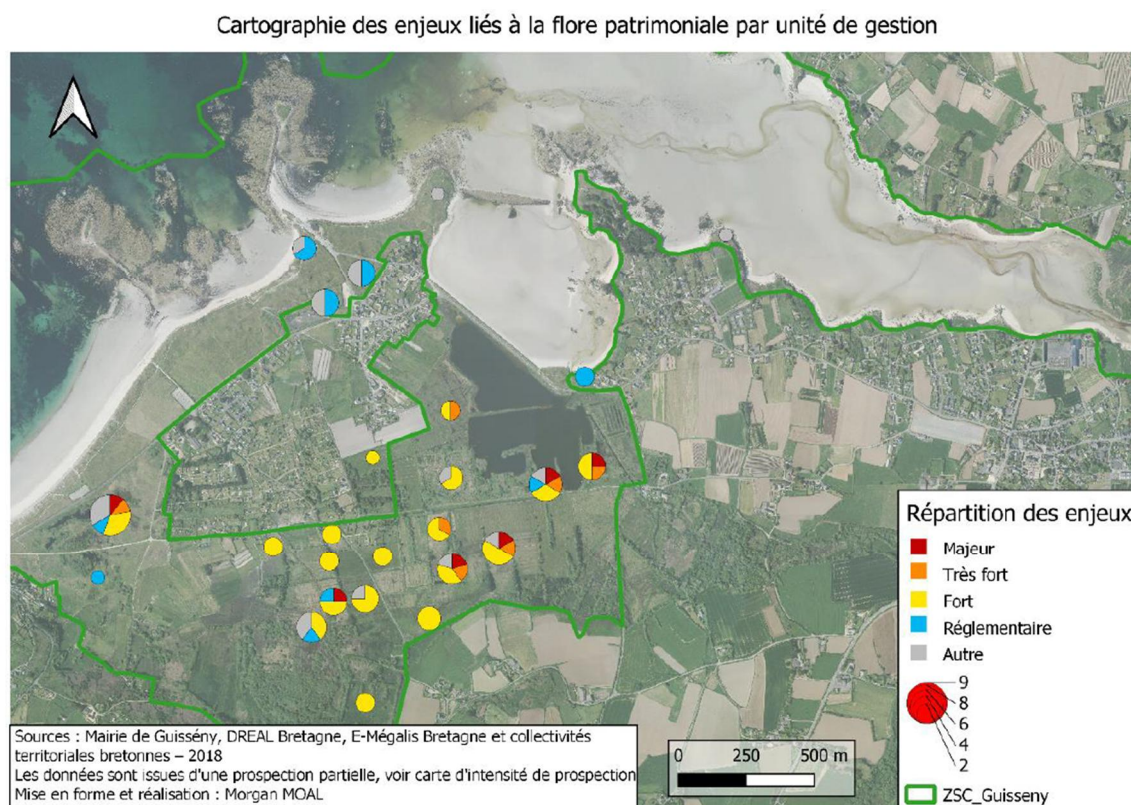 Cartographie des enjeux liés à la flore patrimoniale par unité de gestion
Répartition des enjeux
Majeur
Très fort
Fort
Réglementaire
Autre
9
8
6
4
2
ZSC_Guisseny
Sources : Mairie de Guissény, DREAL Bretagne, E-Mégalis Bretagne et collectivités
territoriales bretonnes – 2018
Les données sont issues d'une prospection partielle, voir carte d'intensité de prospection
Mise en forme et réalisation : Morgan MOAL
0 250 500 m